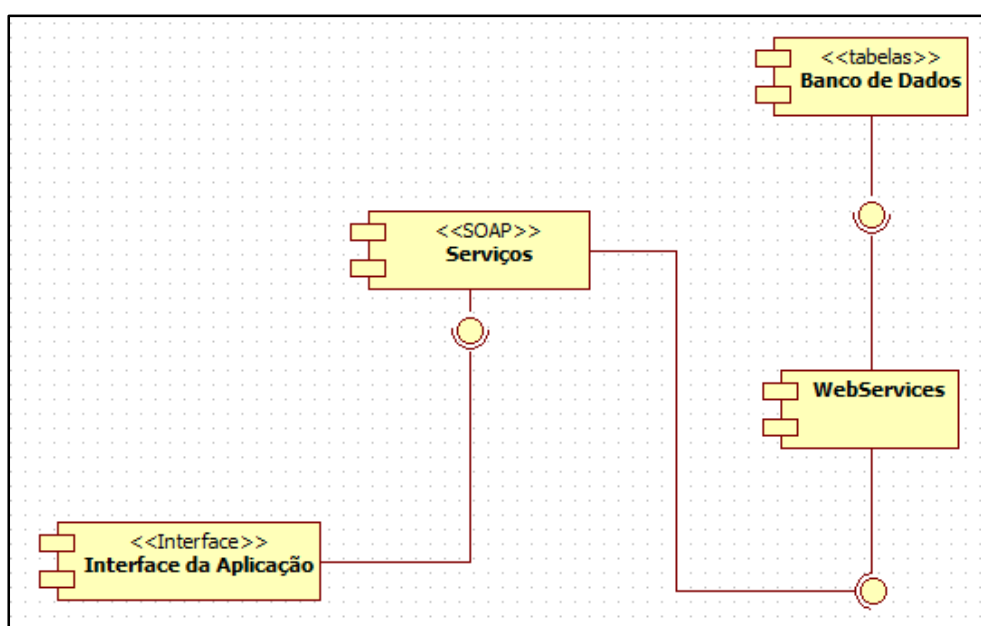 <<tabelas>>
Banco de Dados
<<SOAP>>
Serviços
WebServices
<<Interface>>
Interface da Aplicação